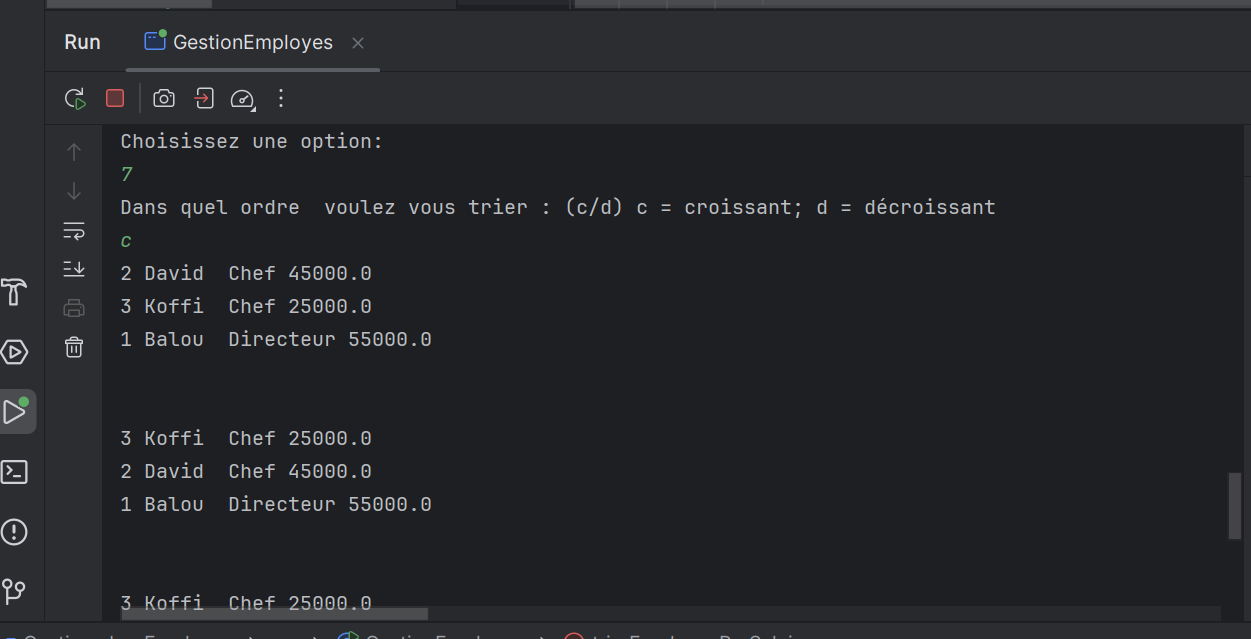 Run GestionEmployes
Choisissez une option:
7
Dans quel ordre  voulez vous trier : (c/d) c = croissant; d = décroissant
c
2 David  Chef 45000.0
3 Koffi  Chef 25000.0
1 Balou  Directeur 55000.0
3 Koffi  Chef 25000.0
2 David  Chef 45000.0
1 Balou  Directeur 55000.0
3 Koffi  Chef 25000.0